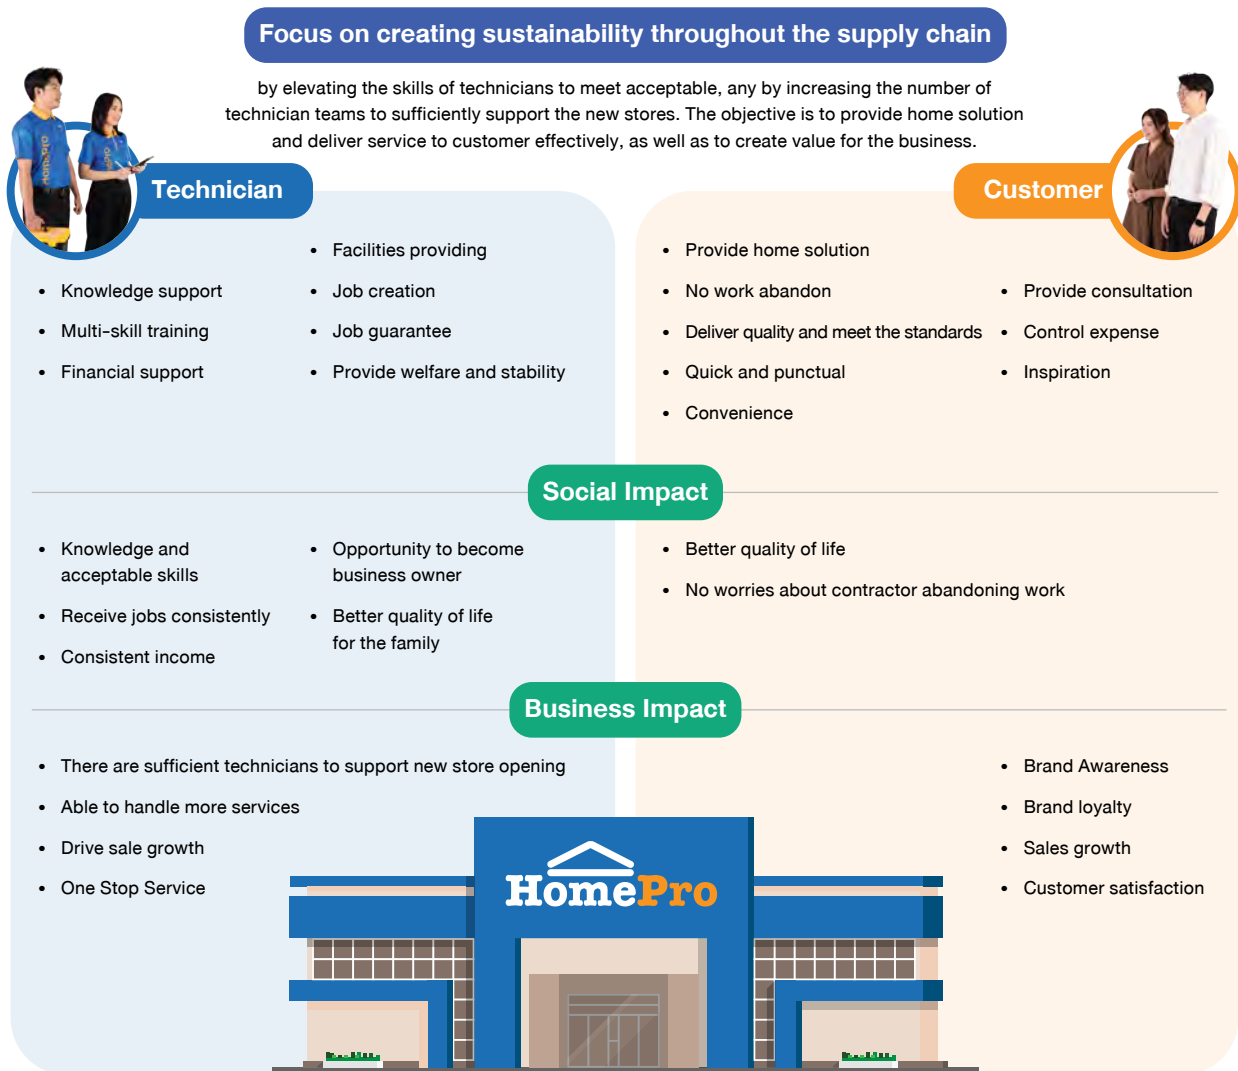 Focus on creating sustainability throughout the supply chain
by elevating the skills of technicians to meet acceptable, any by increasing the number of
technician teams to sufficiently support the new stores. The objective is to provide home solution
and deliver service to customer effectively, as well as to create value for the business.
Technician
• Knowledge support
• Multi-skill training
• Financial support
• Facilities providing
• Job creation
• Job guarantee
• Provide welfare and stability
Customer
• Provide home solution
• No work abandon
• Deliver quality and meet the standards
• Quick and punctual
• Convenience
• Provide consultation
• Control expense
• Inspiration
Social Impact
• Knowledge and
acceptable skills
• Receive jobs consistently
• Consistent income
• Opportunity to become
business owner
• Better quality of life
for the family
• Better quality of life
• No worries about contractor abandoning work
Business Impact
• There are sufficient technicians to support new store opening
• Able to handle more services
• Drive sale growth
• One Stop Service
• Brand Awareness
• Brand loyalty
• Sales growth
• Customer satisfaction
HomePro